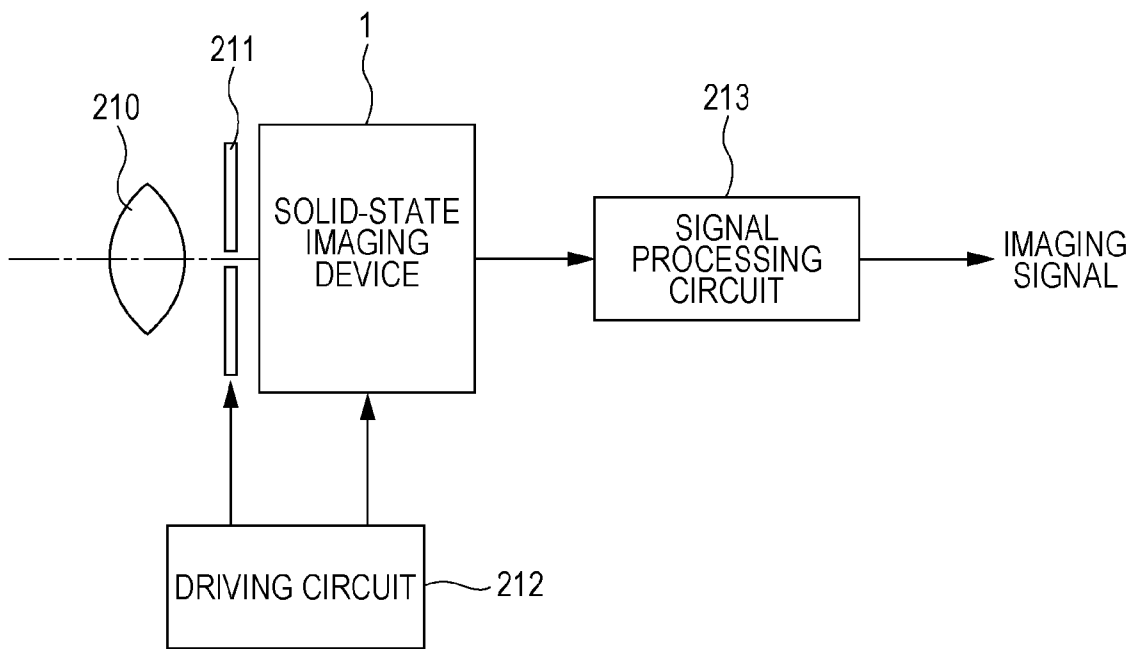 1
211
210
213
SOLID-STATE
IMAGING
DEVICE
SIGNAL
PROCESSING
CIRCUIT
IMAGING
SIGNAL
DRIVING CIRCUIT
212